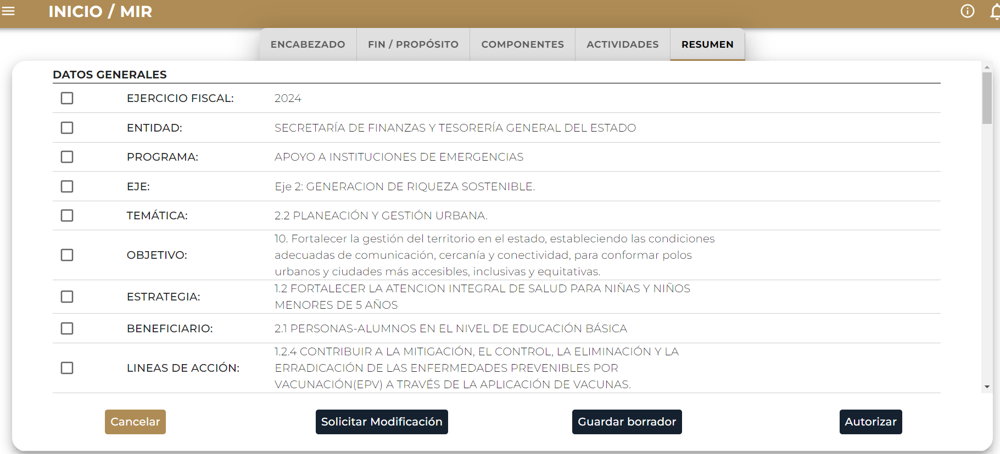 INICIO / MIR
ENCABEZADO
FIN / PROPÓSITO
COMPONENTES
ACTIVIDADES
RESUMEN
DATOS GENERALES
EJERCICIO FISCAL: 2024
ENTIDAD: SECRETARÍA DE FINANZAS Y TESORERÍA GENERAL DEL ESTADO
PROGRAMA: APOYO A INSTITUCIONES DE EMERGENCIAS
EJE: Eje 2: GENERACION DE RIQUEZA SOSTENIBLE.
TEMÁTICA: 2.2 PLANEACIÓN Y GESTIÓN URBANA.
OBJETIVO: 10. Fortalecer la gestión del territorio en el estado, estableciendo las condiciones
adecuadas de comunicación, cercanía y conectividad, para conformar polos
urbanos y ciudades más accesibles, inclusivas y equitativas.
ESTRATEGIA: 1.2 FORTALECER LA ATENCION INTEGRAL DE SALUD PARA NIÑAS Y NIÑOS
MENORES DE 5 AÑOS
BENEFICIARIO: 2.1 PERSONAS-ALUMNOS EN EL NIVEL DE EDUCACIÓN BÁSICA
LINEAS DE ACCIÓN: 1.2.4 CONTRIBUIR A LA MITIGACIÓN, EL CONTROL, LA ELIMINACIÓN Y LA
ERRADICACIÓN DE LAS ENFERMEDADES PREVENIBLES POR
VACUNACIÓN(EPV) A TRAVÉS DE LA APLICACIÓN DE VACUNAS.
Cancelar
Solicitar Modificación
Guardar borrador
Autorizar